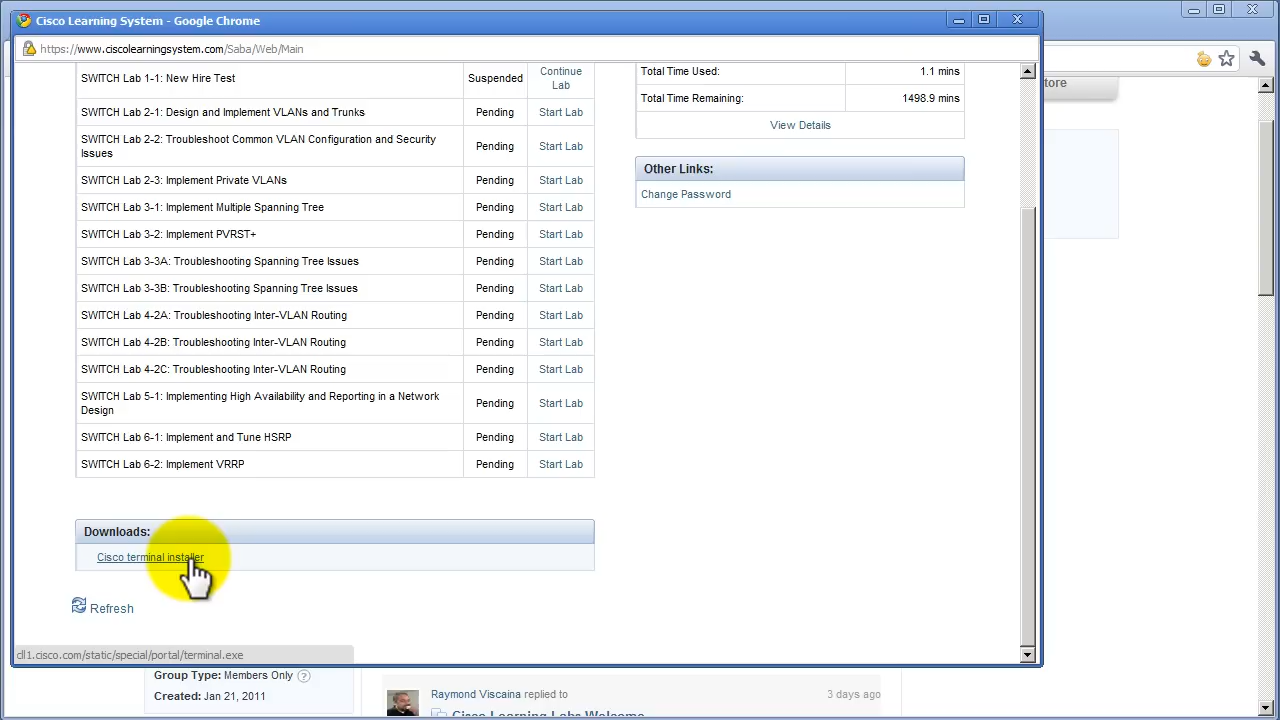 Cisco Learning System - Google Chrome
https://www.ciscolearningsystem.com/Saba/Web/Main
SWITCH Lab 1-1: New Hire Test Suspended Continue
Lab
SWITCH Lab 2-1: Design and Implement VLANs and Trunks Pending Start Lab
SWITCH Lab 2-2: Troubleshoot Common VLAN Configuration and Security
Issues Pending Start Lab
SWITCH Lab 2-3: Implement Private VLANs Pending Start Lab
SWITCH Lab 3-1: Implement Multiple Spanning Tree Pending Start Lab
SWITCH Lab 3-2: Implement PVRST+ Pending Start Lab
SWITCH Lab 3-3A: Troubleshooting Spanning Tree Issues Pending Start Lab
SWITCH Lab 3-3B: Troubleshooting Spanning Tree Issues Pending Start Lab
SWITCH Lab 4-2A: Troubleshooting Inter-VLAN Routing Pending Start Lab
SWITCH Lab 4-2B: Troubleshooting Inter-VLAN Routing Pending Start Lab
SWITCH Lab 4-2C: Troubleshooting Inter-VLAN Routing Pending Start Lab
SWITCH Lab 5-1: Implementing High Availability and Reporting in a Network
Design Pending Start Lab
SWITCH Lab 6-1: Implement and Tune HSRP Pending Start Lab
SWITCH Lab 6-2: Implement VRRP Pending Start Lab
Total Time Used: 1.1 mins
Total Time Remaining: 1498.9 mins
View Details
Other Links:
Change Password
Downloads:
Cisco terminal installer
Refresh
dl1.cisco.com/static/special/portal/terminal.exe
tore
Group Type: Members Only ?
Created: Jan 21, 2011
Raymond Viscaina replied to 3 days ago
Cisco Learning Labs Welcome